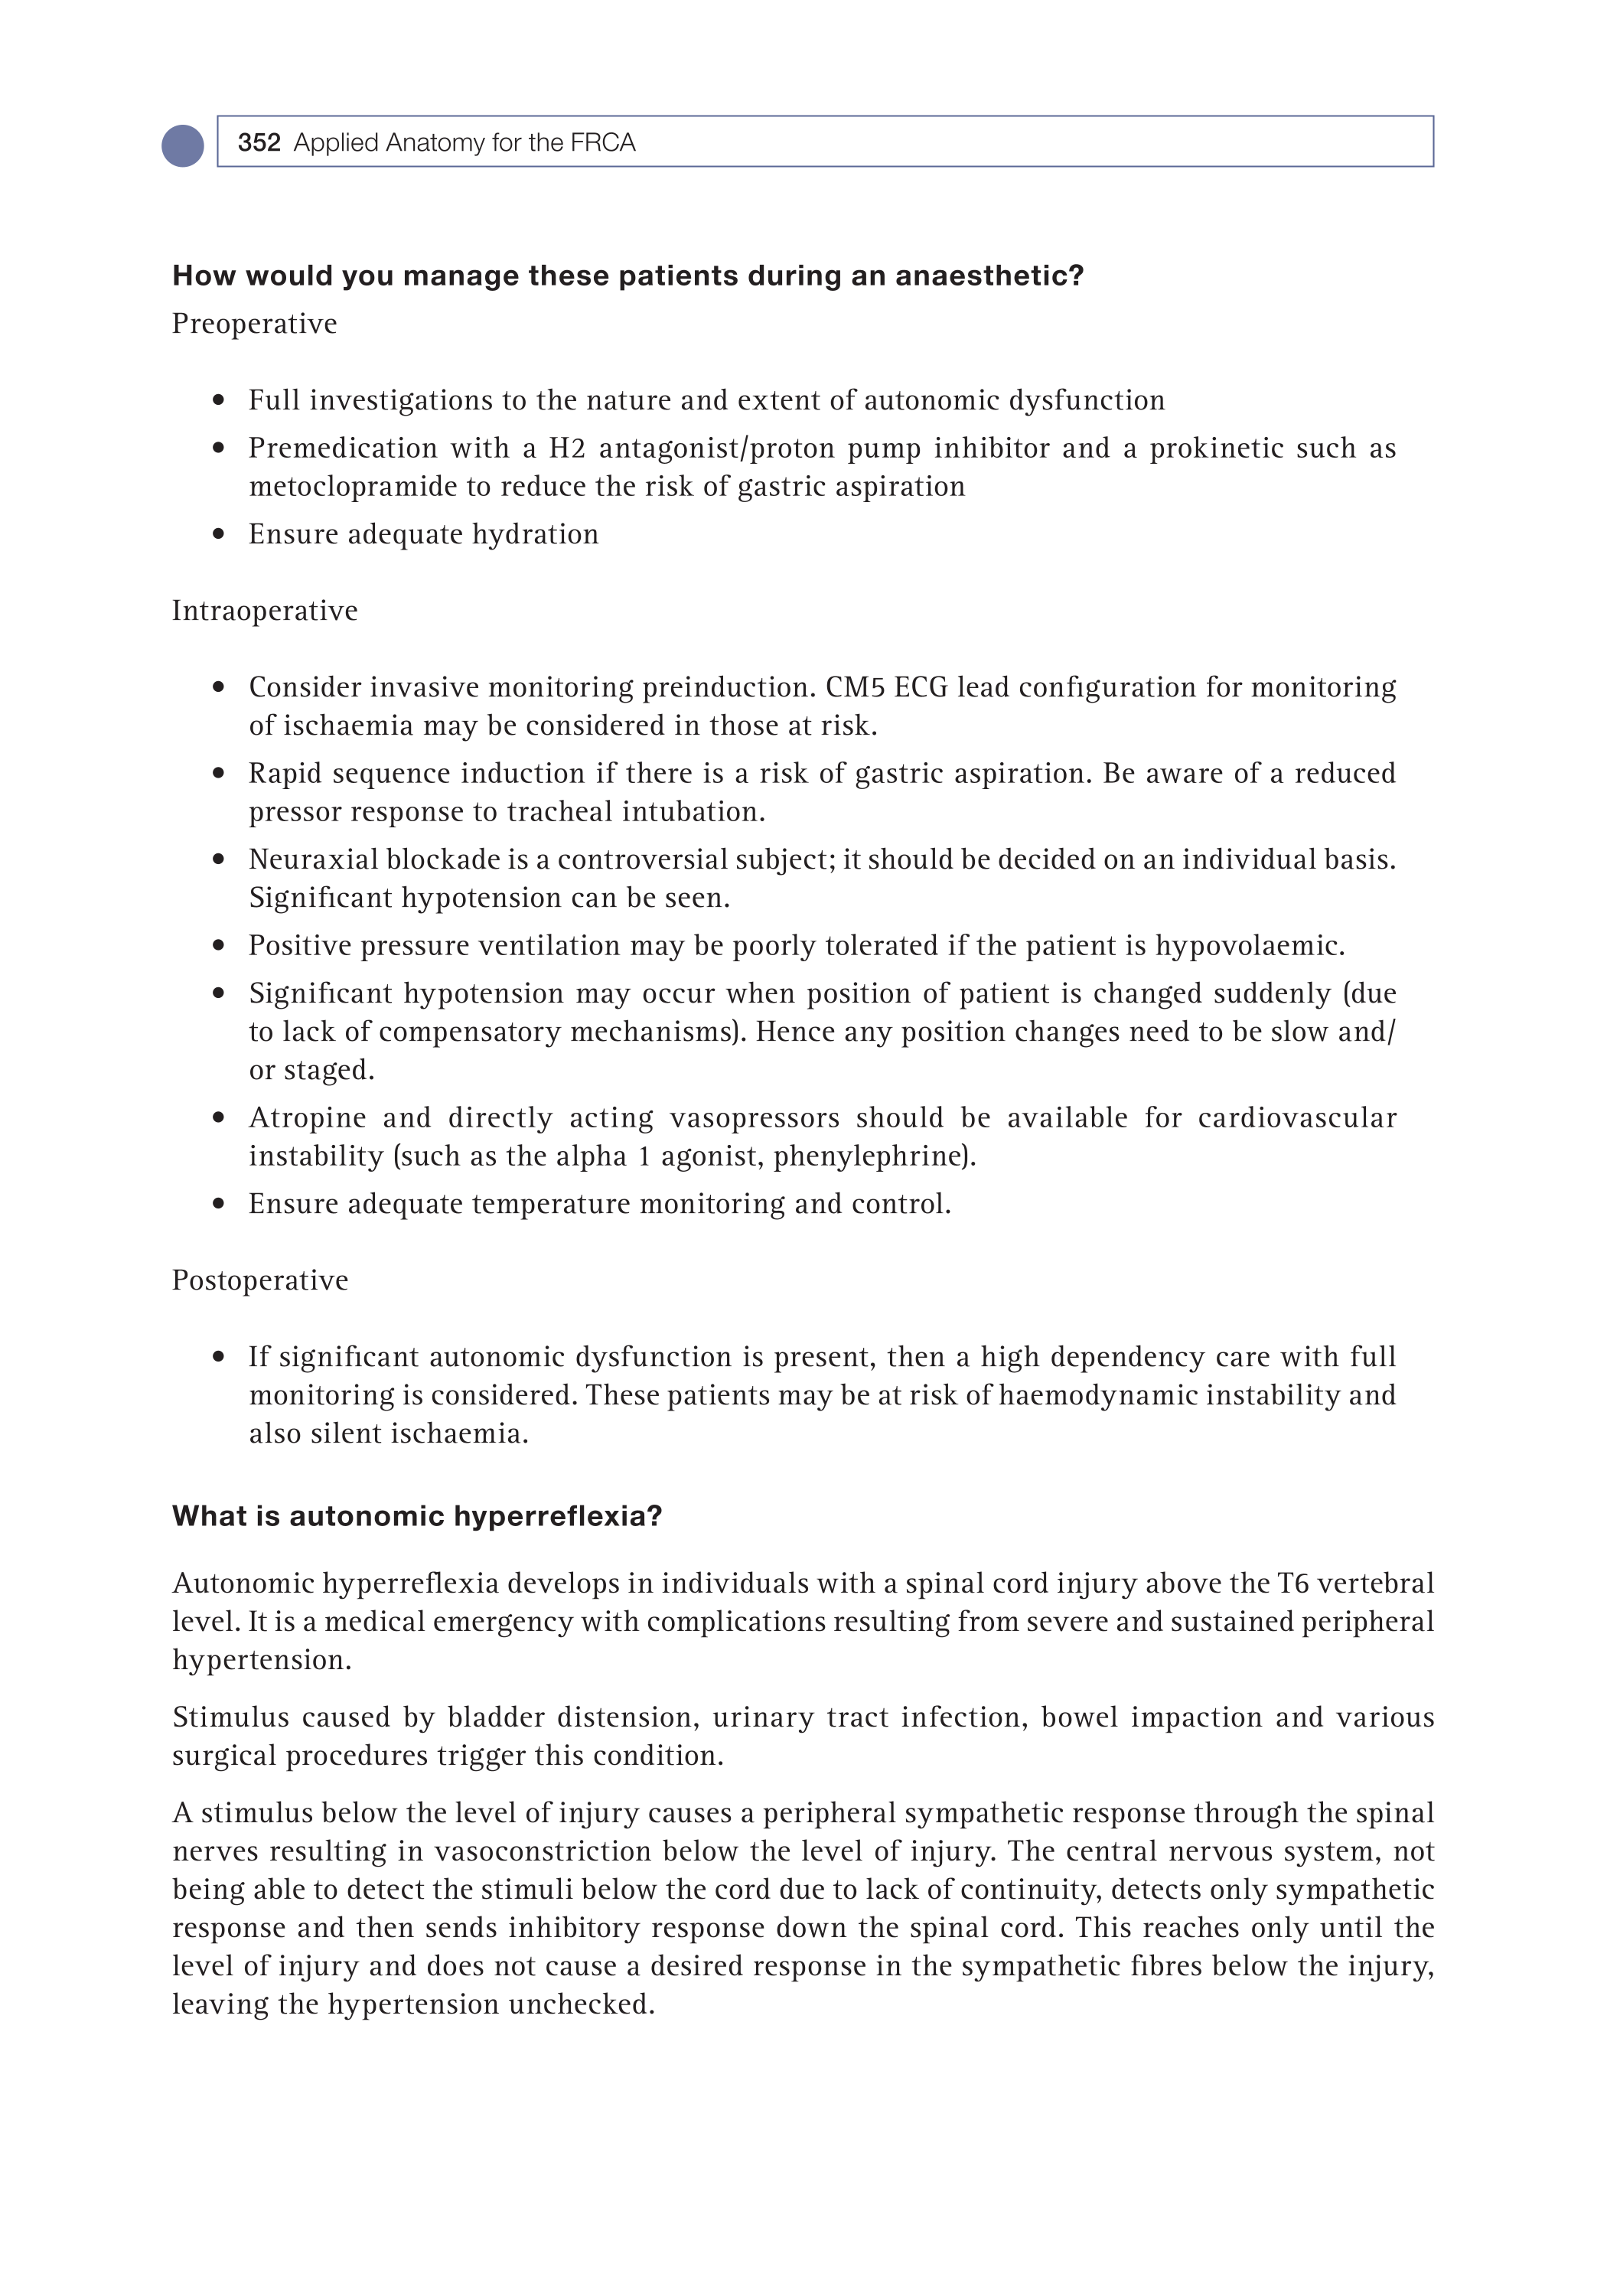 352 Applied Anatomy for the FRCA
How would you manage these patients during an anaesthetic?
Preoperative
• Full investigations to the nature and extent of autonomic dysfunction
• Premedication with a H2 antagonist/proton pump inhibitor and a prokinetic such as
metoclopramide to reduce the risk of gastric aspiration
• Ensure adequate hydration
Intraoperative
• Consider invasive monitoring preinduction. CM5 ECG lead configuration for monitoring
of ischaemia may be considered in those at risk.
• Rapid sequence induction if there is a risk of gastric aspiration. Be aware of a reduced
pressor response to tracheal intubation.
• Neuraxial blockade is a controversial subject; it should be decided on an individual basis.
Significant hypotension can be seen.
• Positive pressure ventilation may be poorly tolerated if the patient is hypovolaemic.
• Significant hypotension may occur when position of patient is changed suddenly (due
to lack of compensatory mechanisms). Hence any position changes need to be slow and/
or staged.
• Atropine and directly acting vasopressors should be available for cardiovascular
instability (such as the alpha 1 agonist, phenylephrine).
• Ensure adequate temperature monitoring and control.
Postoperative
• If significant autonomic dysfunction is present, then a high dependency care with full
monitoring is considered. These patients may be at risk of haemodynamic instability and
also silent ischaemia.
What is autonomic hyperreflexia?
Autonomic hyperreflexia develops in individuals with a spinal cord injury above the T6 vertebral
level. It is a medical emergency with complications resulting from severe and sustained peripheral
hypertension.
Stimulus caused by bladder distension, urinary tract infection, bowel impaction and various
surgical procedures trigger this condition.
A stimulus below the level of injury causes a peripheral sympathetic response through the spinal
nerves resulting in vasoconstriction below the level of injury. The central nervous system, not
being able to detect the stimuli below the cord due to lack of continuity, detects only sympathetic
response and then sends inhibitory response down the spinal cord. This reaches only until the
level of injury and does not cause a desired response in the sympathetic fibres below the injury,
leaving the hypertension unchecked.